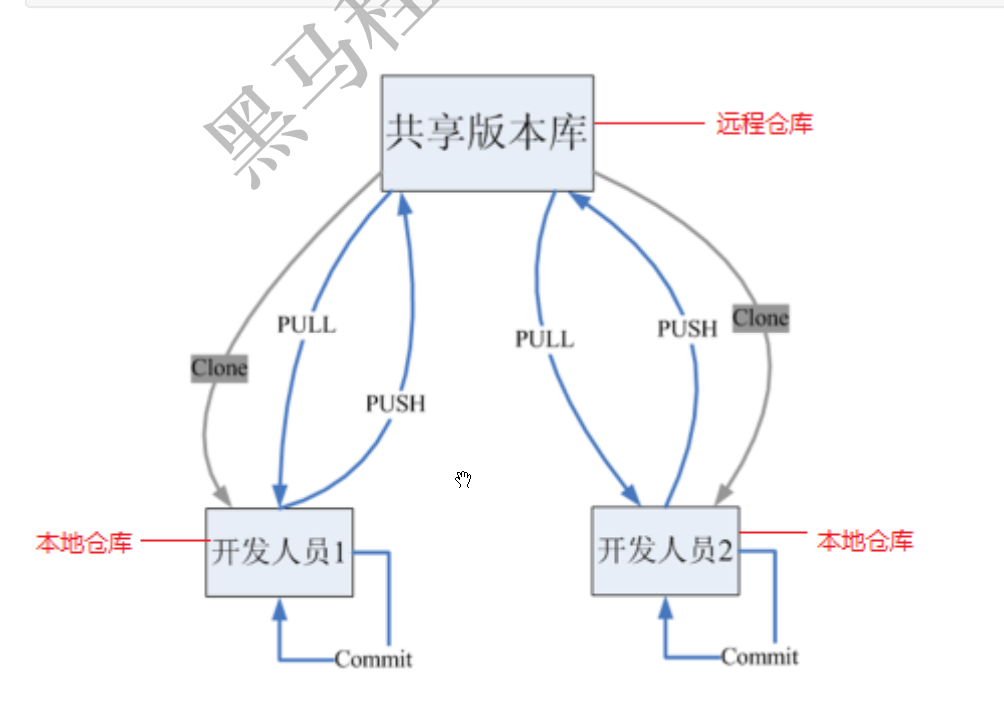 黑马程
共享版本库
远程仓库
PULL
PULL
PUSH
Clone
Clone
PUSH
本地仓库
开发人员1
开发人员2
本地仓库
Commit
Commit